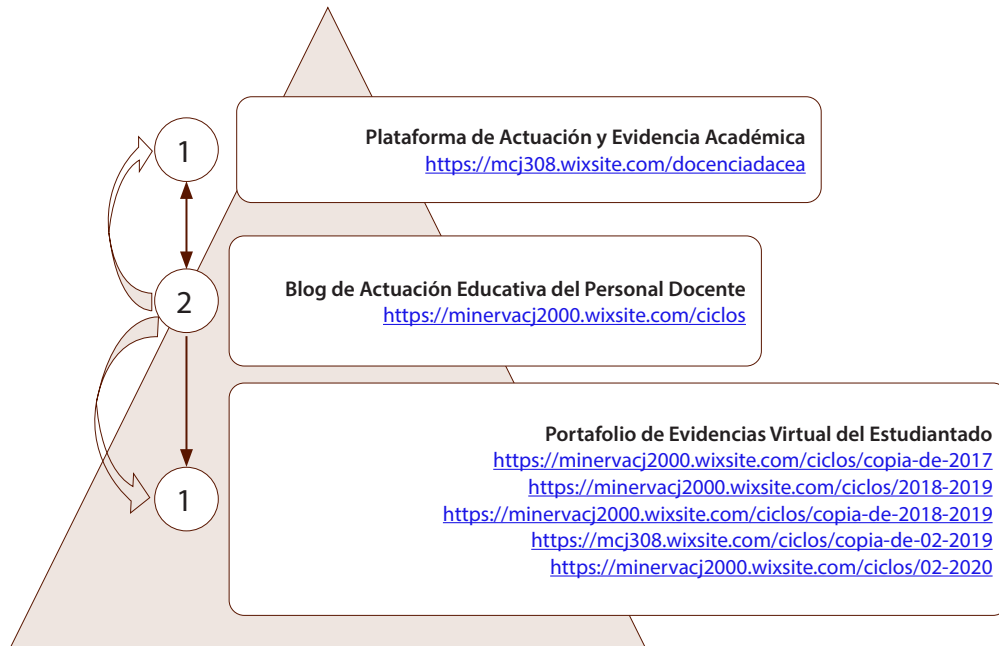 1
Plataforma de Actuación y Evidencia Académica
https://mcj308.wixsite.com/docenciadacea
2
Blog de Actuación Educativa del Personal Docente
https://minervacj2000.wixsite.com/ciclos
1
Portafolio de Evidencias Virtual del Estudiantado
https://minervacj2000.wixsite.com/ciclos/copia-de-2017
https://minervacj2000.wixsite.com/ciclos/2018-2019
https://minervacj2000.wixsite.com/ciclos/copia-de-2018-2019
https://mcj308.wixsite.com/ciclos/copia-de-02-2019
https://minervacj2000.wixsite.com/ciclos/02-2020